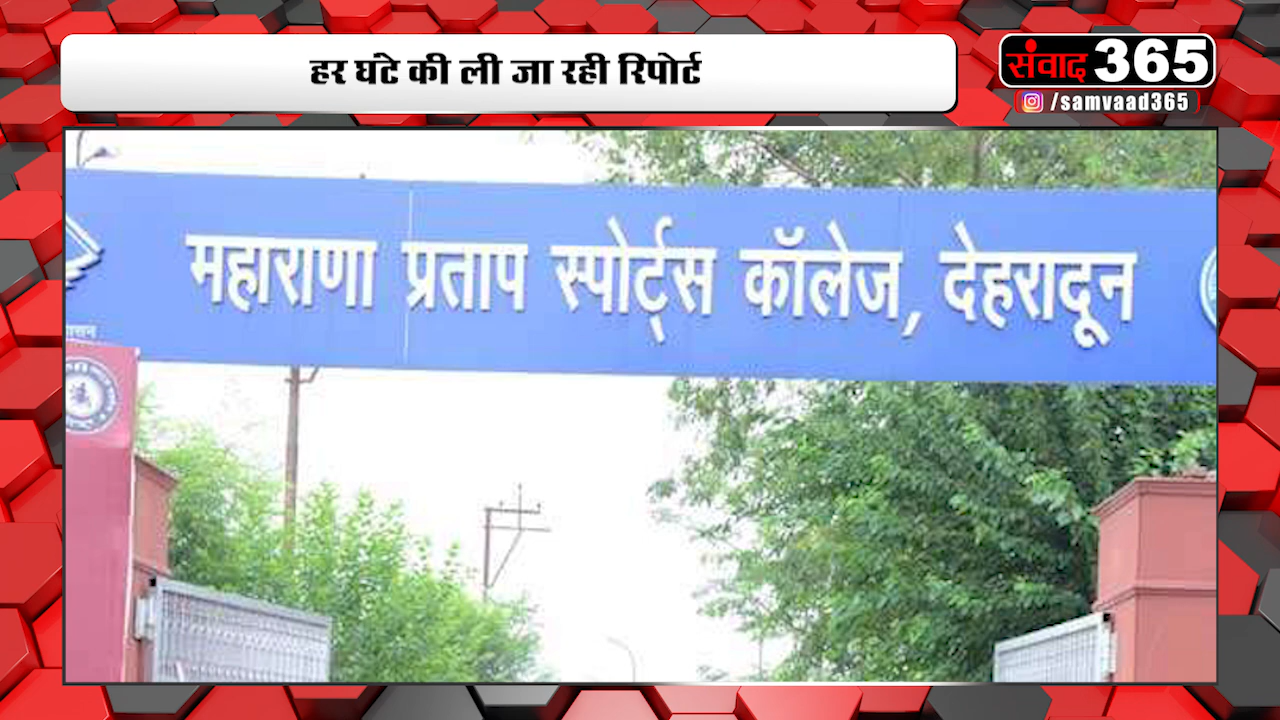 हर घंटे की ली जा रही रिपोर्ट
संवाद 365
/samvaad365
महाराणा प्रताप स्पोर्ट्स कॉलेज, देहरादून